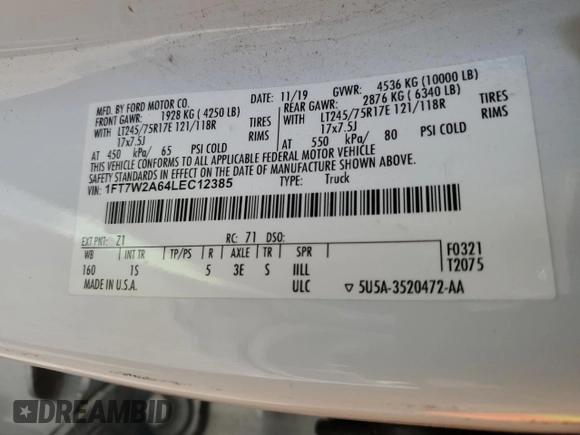 MFD. BY FORD MOTOR CO. 11/19 GVWR: 4536 KG (10000 LB)
FRONT GAWR: 1928 KG ( 4250 LB) REAR GAWR: 2876 KG ( 6340 LB)
WITH LT245/75R17E 121/118R TIRES WITH LT245/75R17E 121/118R TIRES
17x7.5J RIMS 17x7.5J RIMS
AT 450 kPa/ 65 PSI COLD AT 550 kPa/ 80 PSI COLD
THIS VEHICLE CONFORMS TO ALL APPLICABLE FEDERAL MOTOR VEHICLE
SAFETY STANDARDS IN EFFECT ON THE DATE OF MANUFACTURE SHOWN ABOVE.
VIN: 1FT7W2A64LEC12385 TYPE: Truck
EXT PNT: Z1 RC: 71 DSO: F0321
WB INT TR TP/PS R AXLE TR SPR T2075
160 1S 5 3E S IILL
MADE IN U.S.A. ULC 5U5A-3520472-AA
DREAMBID